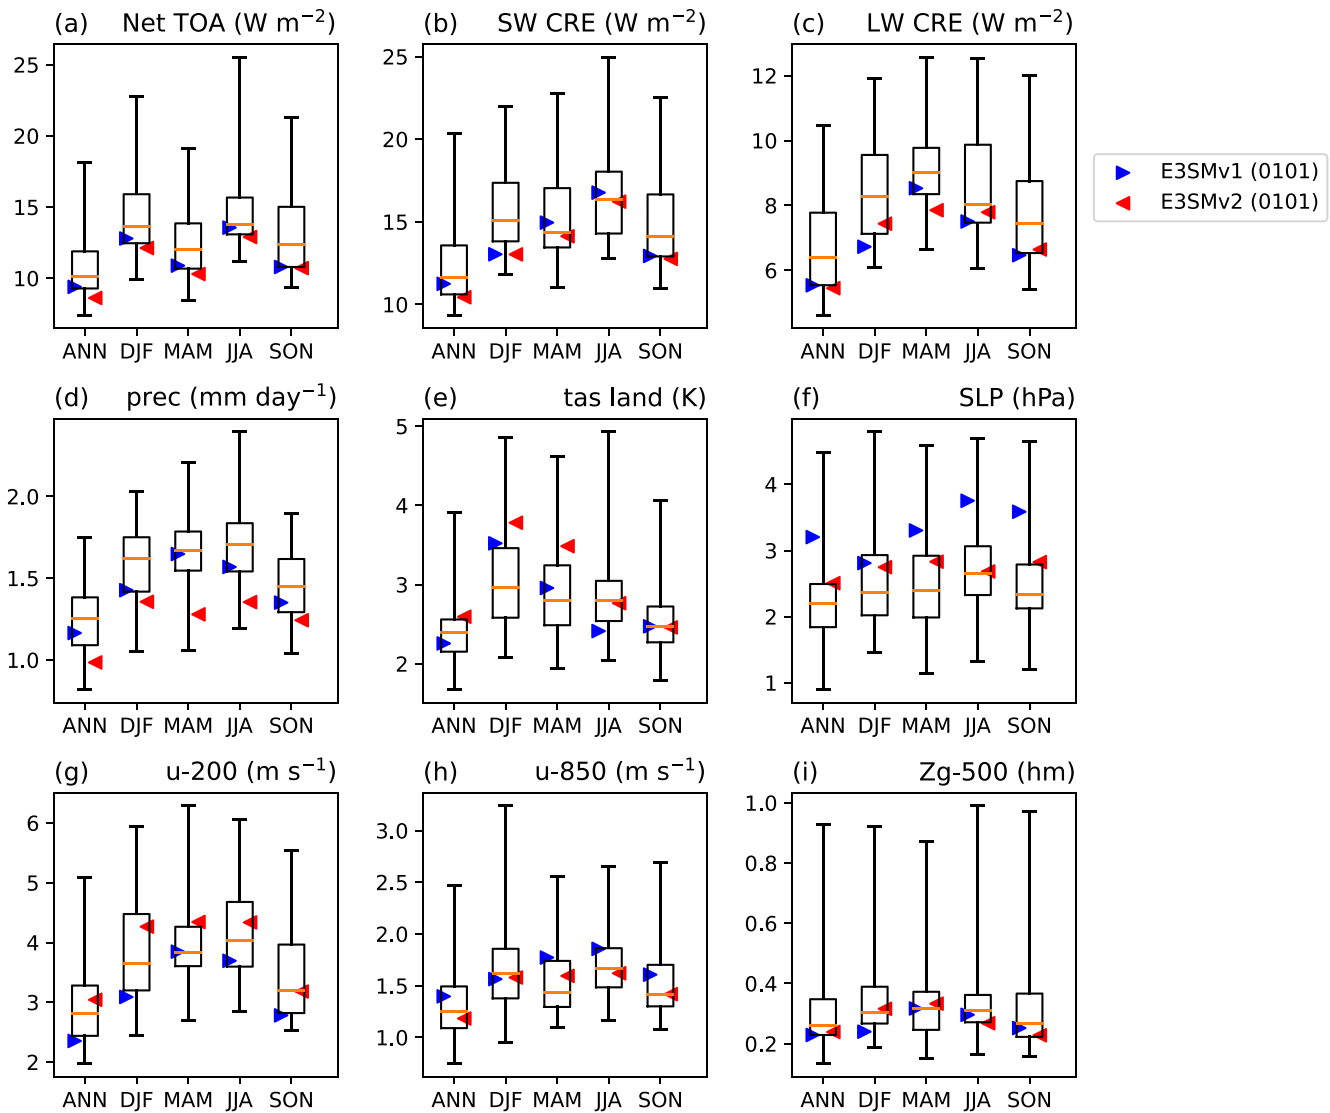 (a) Net TOA (W m⁻²)
25
20
15
10
ANN DJF MAM JJA SON
(b) SW CRE (W m⁻²)
25
20
15
10
ANN DJF MAM JJA SON
(c) LW CRE (W m⁻²)
12
10
8
6
ANN DJF MAM JJA SON
E3SMv1 (0101)
E3SMv2 (0101)
(d) prec (mm day⁻¹)
2.0
1.5
1.0
ANN DJF MAM JJA SON
(e) tas land (K)
5
4
3
2
ANN DJF MAM JJA SON
(f) SLP (hPa)
4
3
2
1
ANN DJF MAM JJA SON
(g) u-200 (m s⁻¹)
6
5
4
3
2
ANN DJF MAM JJA SON
(h) u-850 (m s⁻¹)
3.0
2.5
2.0
1.5
1.0
ANN DJF MAM JJA SON
(i) Zg-500 (hm)
1.0
0.8
0.6
0.4
0.2
ANN DJF MAM JJA SON